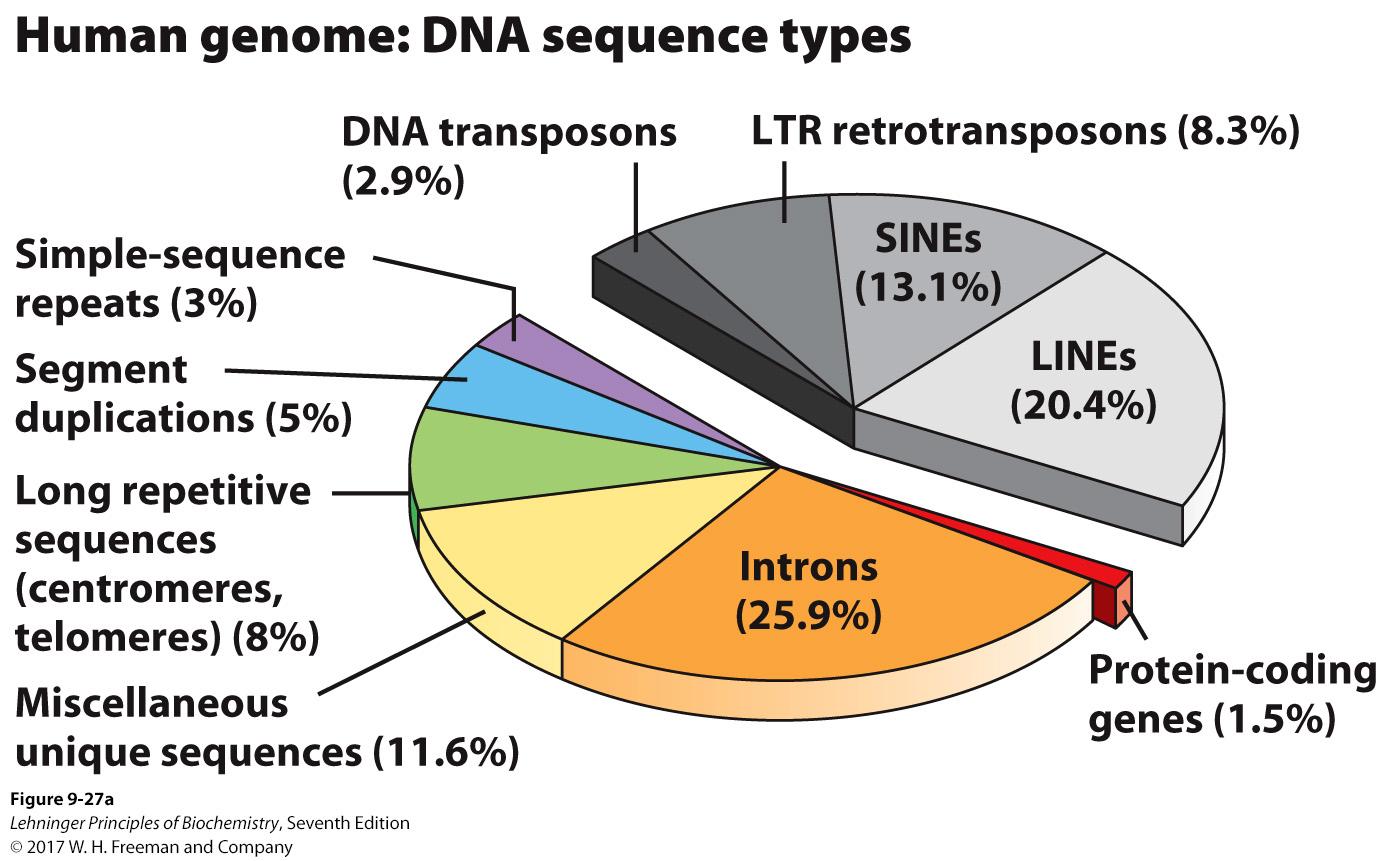 Human genome: DNA sequence types
DNA transposons
(2.9%)
LTR retrotransposons (8.3%)
SINEs
(13.1%)
LINEs
(20.4%)
Simple-sequence
repeats (3%)
Segment
duplications (5%)
Long repetitive
sequences
(centromeres,
telomeres) (8%)
Miscellaneous
unique sequences (11.6%)
Introns
(25.9%)
Protein-coding
genes (1.5%)
Figure 9-27a
Lehninger Principles of Biochemistry, Seventh Edition
© 2017 W. H. Freeman and Company